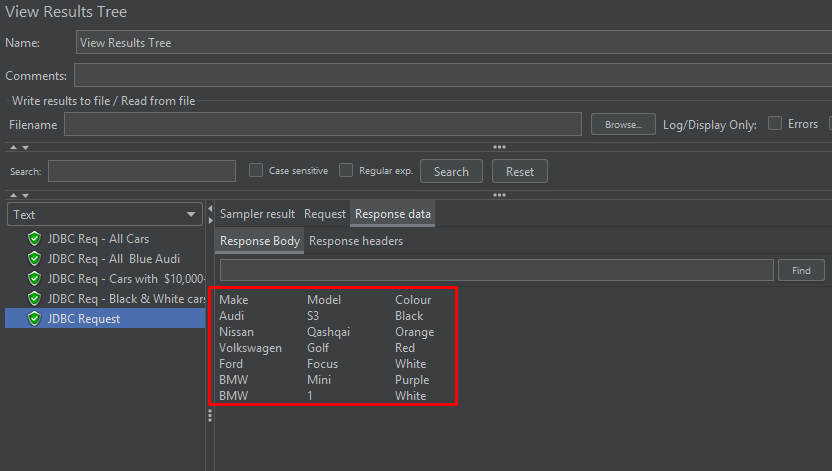 View Results Tree
Name: View Results Tree
Comments:
Write results to file / Read from file
Filename Browse... Log/Display Only: Errors
Search: Case sensitive Regular exp. Search Reset
Text
Sampler result Request Response data
JDBC Req - All Cars
JDBC Req - All Blue Audi
JDBC Req - Cars with $10,000-
JDBC Req - Black & White cars
JDBC Request
Response Body Response headers
Find
Make Model Colour
Audi S3 Black
Nissan Qashqai Orange
Volkswagen Golf Red
Ford Focus White
BMW Mini Purple
BMW 1 White